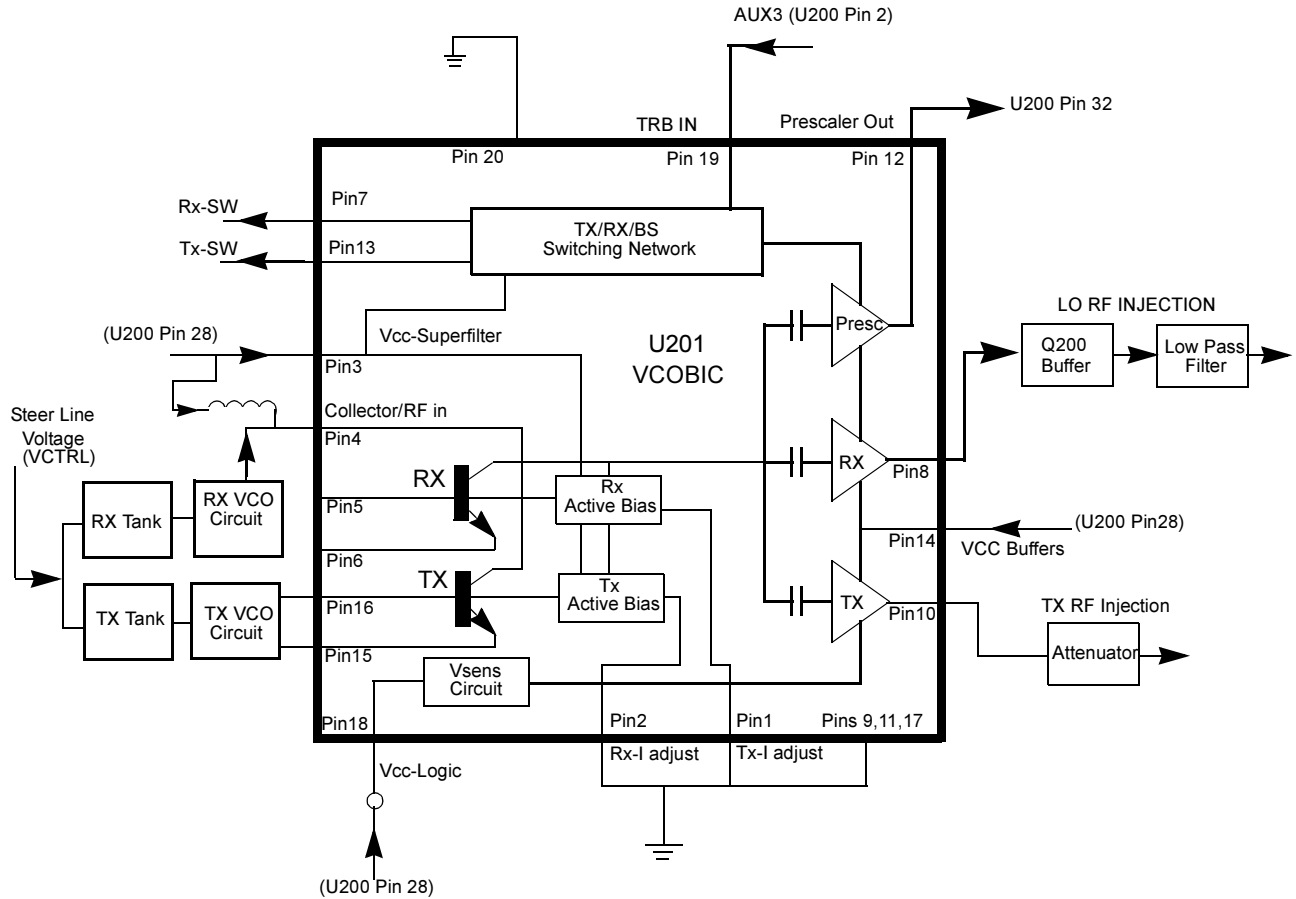 AUX3 (U200 Pin 2)
U200 Pin 32
TRB IN
Prescaler Out
Pin 20
Pin 19
Pin 12
Pin7
Rx-SW
TX/RX/BS
Switching Network
Tx-SW
Pin13
LO RF INJECTION
(U200 Pin 28)
Vcc-Superfilter
Presc
U201
VCOBIC
Q200
Buffer
Low Pass
Filter
Pin3
Steer Line
Voltage
(VCTRL)
Collector/RF in
Pin4
RX
Rx
Active Bias
RX
Pin8
RX Tank
RX VCO
Circuit
Pin5
(U200 Pin28)
Pin14
VCC Buffers
Pin6
TX
Tx
Active Bias
TX
Pin10
TX Tank
TX VCO
Circuit
Pin16
TX RF Injection
Attenuator
Pin15
Vsens
Circuit
Pin18
Pin2
Pin1
Pins 9,11,17
Rx-I adjust
Tx-I adjust
Vcc-Logic
(U200 Pin 28)